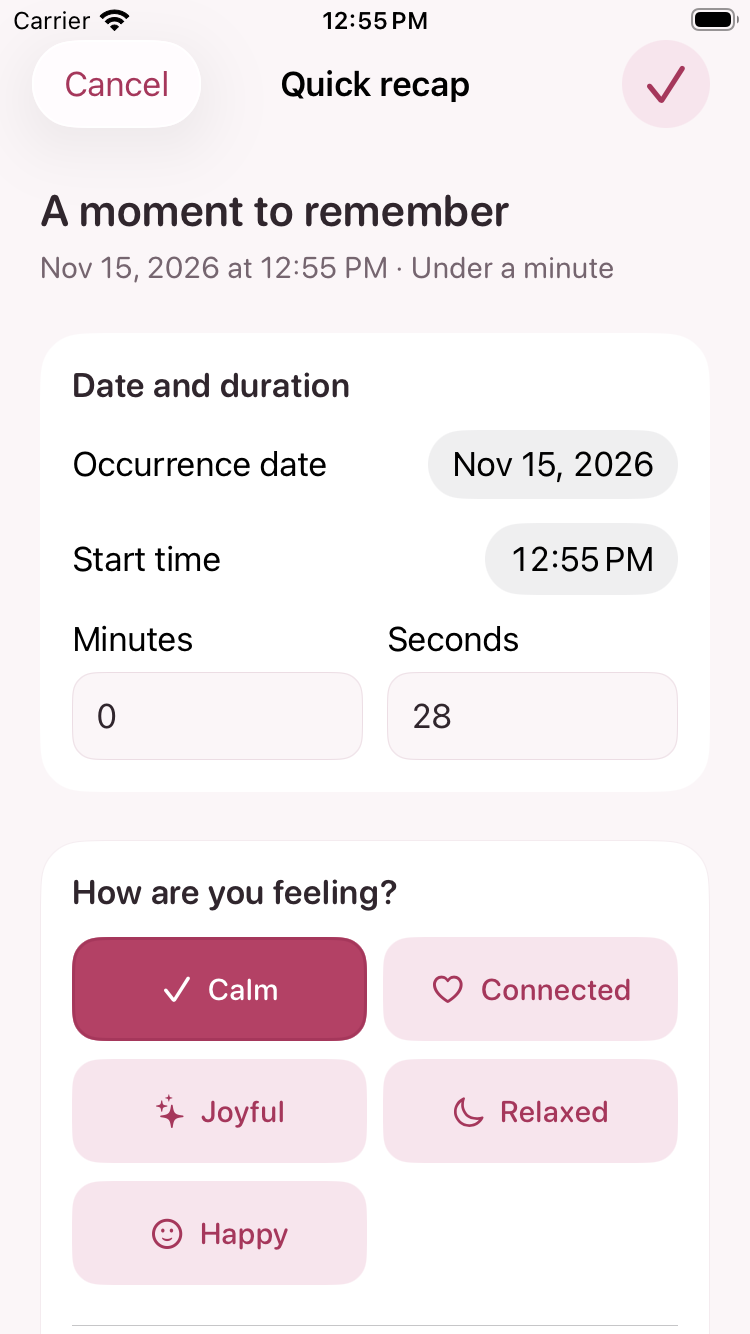 Carrier 12:55 PM
Cancel Quick recap
A moment to remember
Nov 15, 2026 at 12:55 PM · Under a minute
Date and duration
Occurrence date Nov 15, 2026
Start time 12:55 PM
Minutes Seconds
0 28
How are you feeling?
Calm Connected
Joyful Relaxed
Happy